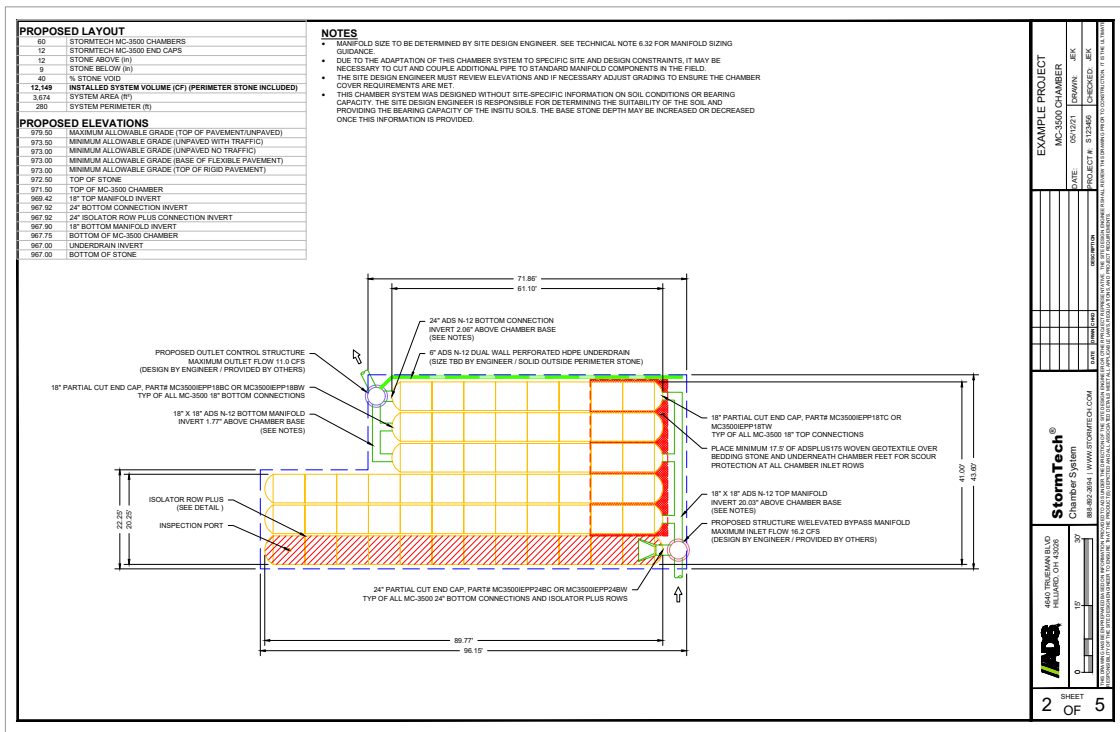 PROPOSED LAYOUT
60 STORMTECH MC-3500 CHAMBERS
12 STORMTECH MC-3500 END CAPS
12 STONE ABOVE (in)
9 STONE BELOW (in)
40 % STONE VOID
12,149 INSTALLED SYSTEM VOLUME (CF) (PERIMETER STONE INCLUDED)
3,674 SYSTEM AREA (ft²)
280 SYSTEM PERIMETER (ft)
PROPOSED ELEVATIONS
979.50 MAXIMUM ALLOWABLE GRADE (TOP OF PAVEMENT/UNPAVED)
973.50 MINIMUM ALLOWABLE GRADE (UNPAVED WITH TRAFFIC)
973.00 MINIMUM ALLOWABLE GRADE (UNPAVED NO TRAFFIC)
973.00 MINIMUM ALLOWABLE GRADE (BASE OF FLEXIBLE PAVEMENT)
973.00 MINIMUM ALLOWABLE GRADE (TOP OF RIGID PAVEMENT)
972.50 TOP OF STONE
971.50 TOP OF MC-3500 CHAMBER
969.42 18" TOP MANIFOLD INVERT
967.92 24" BOTTOM CONNECTION INVERT
967.92 24" ISOLATOR ROW PLUS CONNECTION INVERT
967.90 18" BOTTOM MANIFOLD INVERT
967.75 BOTTOM OF MC-3500 CHAMBER
967.00 UNDERDRAIN INVERT
967.00 BOTTOM OF STONE
NOTES
• MANIFOLD SIZE TO BE DETERMINED BY SITE DESIGN ENGINEER. SEE TECHNICAL NOTE 6.32 FOR MANIFOLD SIZING
GUIDANCE.
• DUE TO THE ADAPTATION OF THIS CHAMBER SYSTEM TO SPECIFIC SITE AND DESIGN CONSTRAINTS, IT MAY BE
NECESSARY TO CUT AND COUPLE ADDITIONAL PIPE TO STANDARD MANIFOLD COMPONENTS IN THE FIELD.
• THE SITE DESIGN ENGINEER MUST REVIEW ELEVATIONS AND IF NECESSARY ADJUST GRADING TO ENSURE THE CHAMBER
COVER REQUIREMENTS ARE MET.
• THIS CHAMBER SYSTEM WAS DESIGNED WITHOUT SITE-SPECIFIC INFORMATION ON SOIL CONDITIONS OR BEARING
CAPACITY. THE SITE DESIGN ENGINEER IS RESPONSIBLE FOR DETERMINING THE SUITABILITY OF THE SOIL AND
PROVIDING THE BEARING CAPACITY OF THE INSITU SOILS. THE BASE STONE DEPTH MAY BE INCREASED OR DECREASED
ONCE THIS INFORMATION IS PROVIDED.
71.86'
61.10'
24" ADS N-12 BOTTOM CONNECTION
INVERT 2.06" ABOVE CHAMBER BASE
(SEE NOTES)
6" ADS N-12 DUAL WALL PERFORATED HDPE UNDERDRAIN
(SIZE TBD BY ENGINEER / SOLID OUTSIDE PERIMETER STONE)
PROPOSED OUTLET CONTROL STRUCTURE
MAXIMUM OUTLET FLOW 11.0 CFS
(DESIGN BY ENGINEER / PROVIDED BY OTHERS)
18" PARTIAL CUT END CAP, PART# MC3500IEPP18BC OR MC3500IEPP18BW
TYP OF ALL MC-3500 18" BOTTOM CONNECTIONS
18" X 18" ADS N-12 BOTTOM MANIFOLD
INVERT 1.77" ABOVE CHAMBER BASE
(SEE NOTES)
ISOLATOR ROW PLUS
(SEE DETAIL )
INSPECTION PORT
22.25'
20.25'
18" PARTIAL CUT END CAP, PART# MC3500IEPP18TC OR
MC3500IEPP18TW
TYP OF ALL MC-3500 18" TOP CONNECTIONS
PLACE MINIMUM 17.5' OF ADSPLUS175 WOVEN GEOTEXTILE OVER
BEDDING STONE AND UNDERNEATH CHAMBER FEET FOR SCOUR
PROTECTION AT ALL CHAMBER INLET ROWS
18" X 18" ADS N-12 TOP MANIFOLD
INVERT 20.03" ABOVE CHAMBER BASE
(SEE NOTES)
PROPOSED STRUCTURE W/ELEVATED BYPASS MANIFOLD
MAXIMUM INLET FLOW 16.2 CFS
(DESIGN BY ENGINEER / PROVIDED BY OTHERS)
41.00'
43.60'
24" PARTIAL CUT END CAP, PART# MC3500IEPP24BC OR MC3500IEPP24BW
TYP OF ALL MC-3500 24" BOTTOM CONNECTIONS AND ISOLATOR PLUS ROWS
89.77'
96.15'
EXAMPLE PROJECT
MC-3500 CHAMBER
DATE: 05/12/21 DRAWN: JEK
PROJECT #: S123456 CHECKED: JEK
DATE DRWN CHKD DESCRIPTION
StormTech®
Chamber System
888-892-2694 | WWW.STORMTECH.COM
4640 TRUEMAN BLVD
HILLIARD, OH 43026
ADS
0 15' 30'
SHEET
2 OF 5